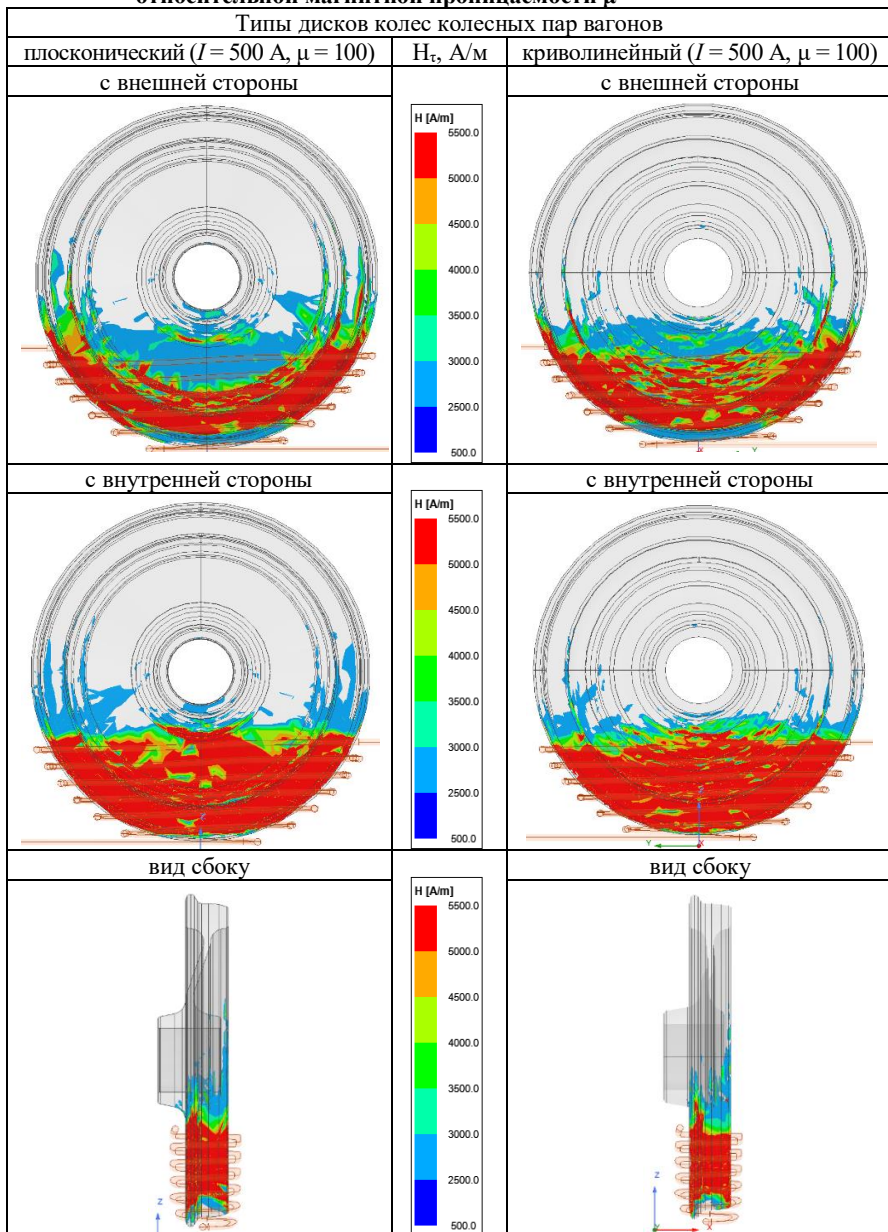 относительной магнитной проницаемости μ
Типы дисков колес колесных пар вагонов
плосконический (I = 500 А, μ = 100)
Hτ, А/м
криволинейный (I = 500 А, μ = 100)
с внешней стороны
с внешней стороны
H [A/m]
5500.0
5000.0
4500.0
4000.0
3500.0
3000.0
2500.0
500.0
X
Y
с внутренней стороны
с внутренней стороны
H [A/m]
5500.0
5000.0
4500.0
4000.0
3500.0
3000.0
2500.0
500.0
Z
Z
Y
X
вид сбоку
вид сбоку
H [A/m]
5500.0
5000.0
4500.0
4000.0
3500.0
3000.0
2500.0
500.0
Z
Z
Y
X